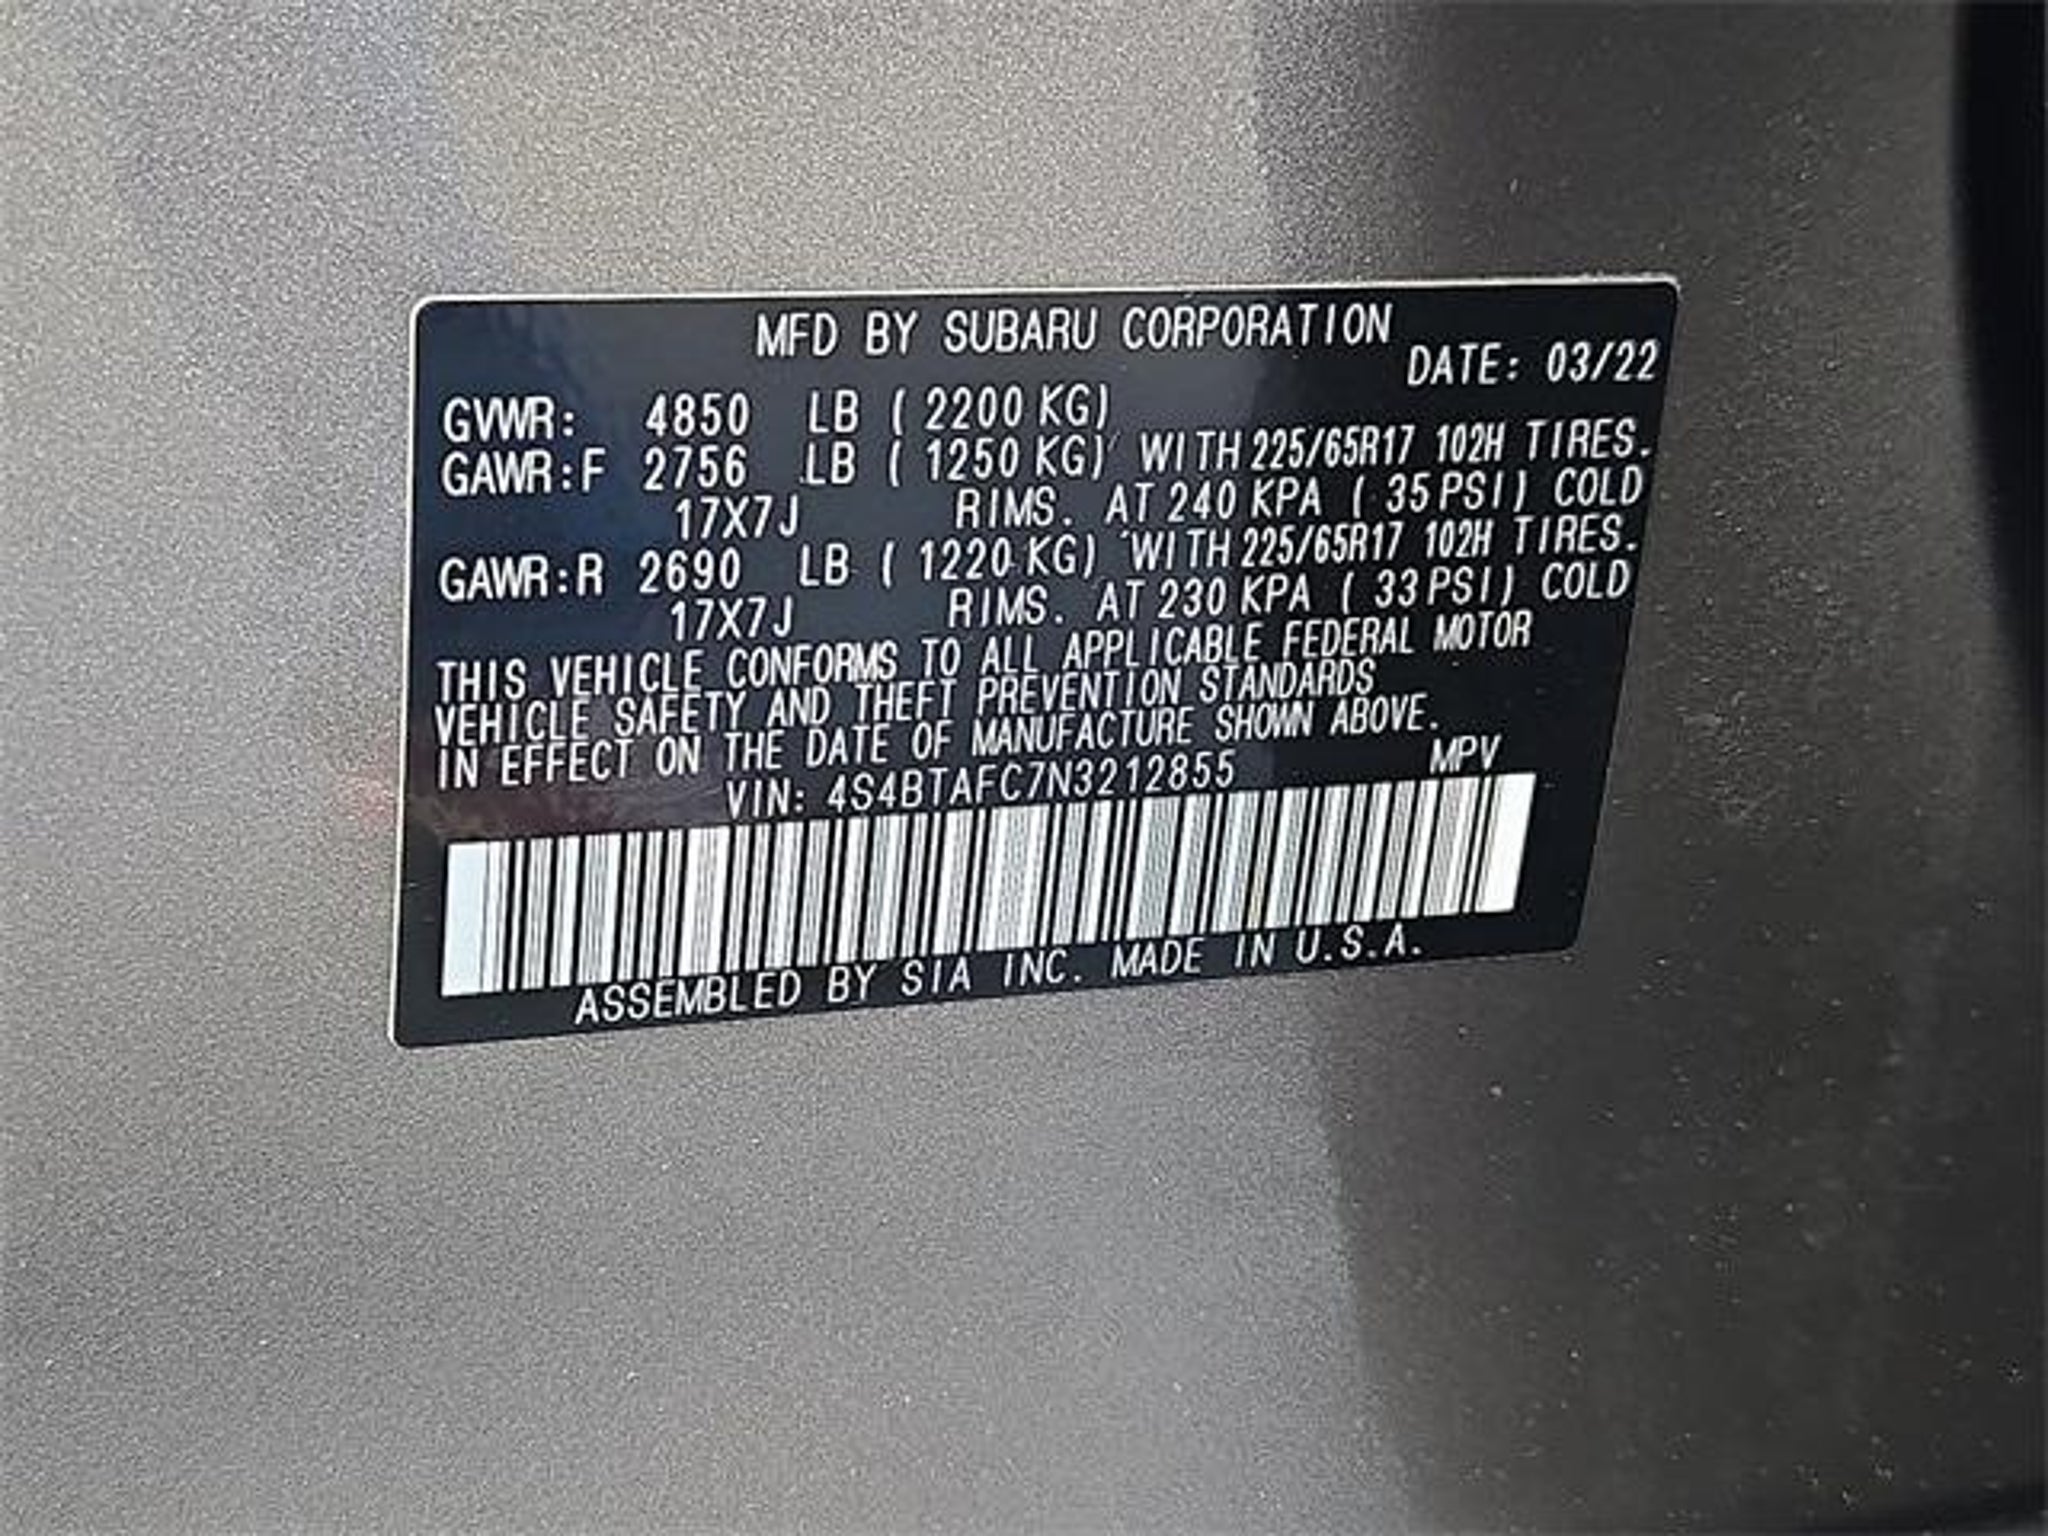 MFD BY SUBARU CORPORATION
DATE: 03/22
GVWR: 4850 LB ( 2200 KG)
GAWR:F 2756 LB ( 1250 KG) WITH 225/65R17 102H TIRES.
17X7J RIMS. AT 240 KPA ( 35 PSI) COLD
GAWR:R 2690 LB ( 1220 KG) WITH 225/65R17 102H TIRES.
17X7J RIMS. AT 230 KPA ( 33 PSI) COLD
THIS VEHICLE CONFORMS TO ALL APPLICABLE FEDERAL MOTOR
VEHICLE SAFETY AND THEFT PREVENTION STANDARDS
IN EFFECT ON THE DATE OF MANUFACTURE SHOWN ABOVE.
VIN: 4S4BTAFC7N3212855 MPV
ASSEMBLED BY SIA INC. MADE IN U.S.A.